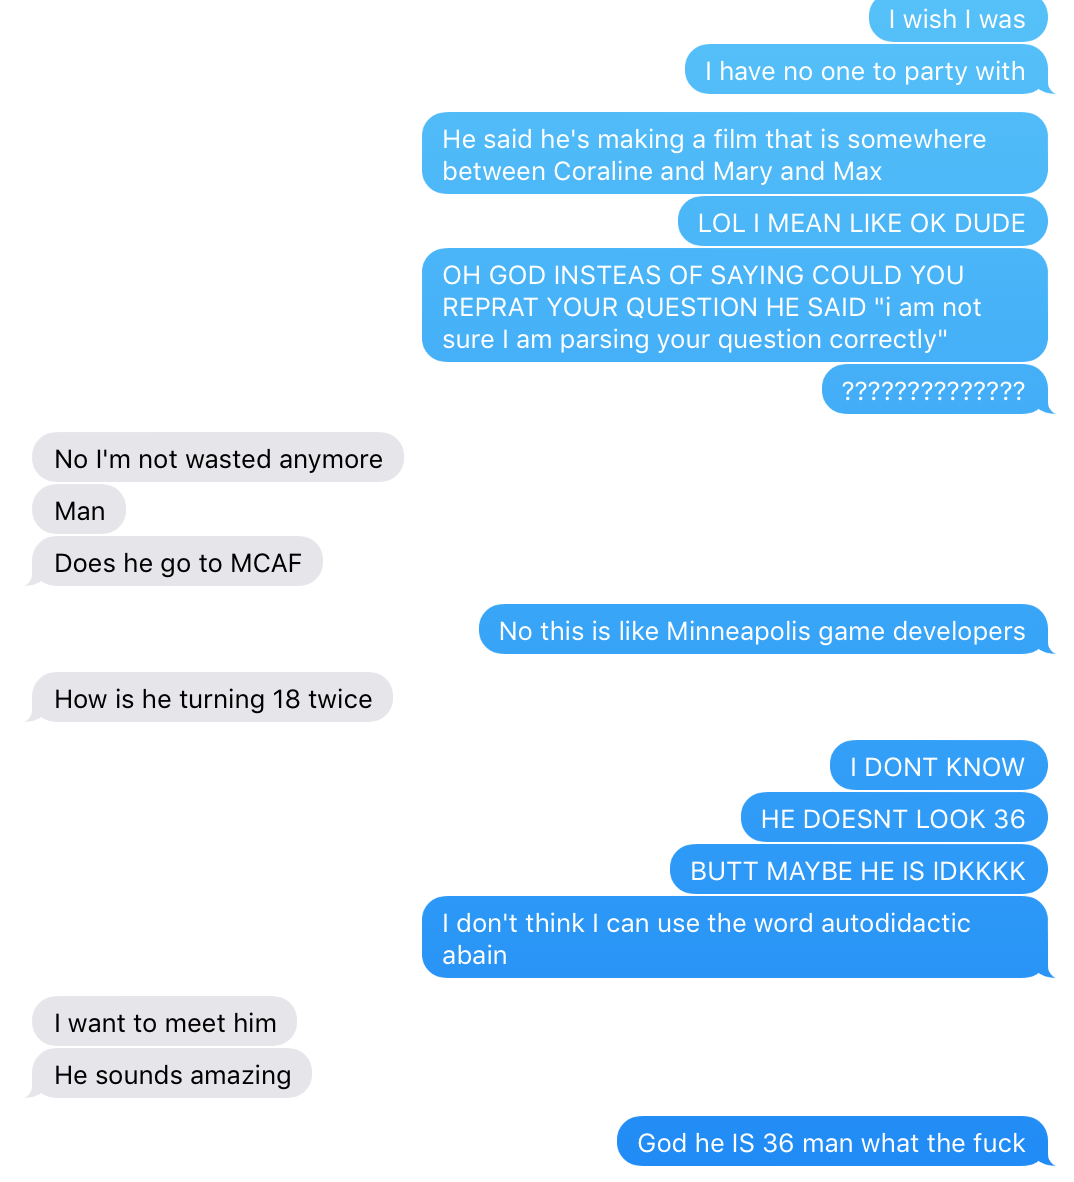 I wish I was
I have no one to party with
He said he's making a film that is somewhere
between Coraline and Mary and Max
LOL I MEAN LIKE OK DUDE
OH GOD INSTEAS OF SAYING COULD YOU
REPRAT YOUR QUESTION HE SAID "i am not
sure I am parsing your question correctly"
??????????????
No I'm not wasted anymore
Man
Does he go to MCAF
No this is like Minneapolis game developers
How is he turning 18 twice
I DONT KNOW
HE DOESNT LOOK 36
BUTT MAYBE HE IS IDKKKK
I don't think I can use the word autodidactic
abain
I want to meet him
He sounds amazing
God he IS 36 man what the fuck